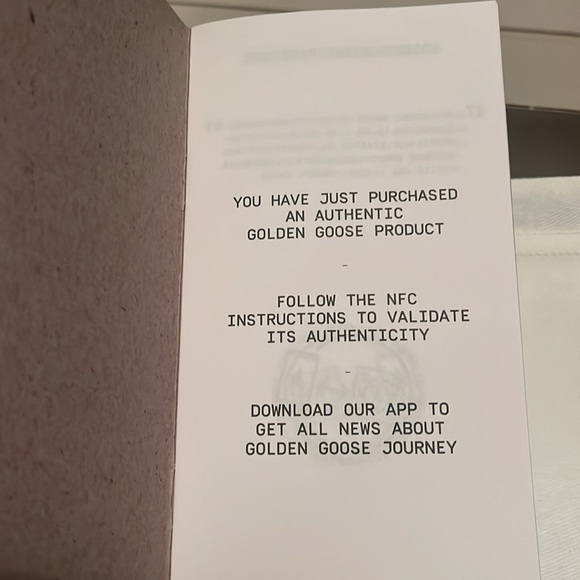 YOU HAVE JUST PURCHASED
AN AUTHENTIC
GOLDEN GOOSE PRODUCT
-
FOLLOW THE NFC
INSTRUCTIONS TO VALIDATE
ITS AUTHENTICITY
-
DOWNLOAD OUR APP TO
GET ALL NEWS ABOUT
GOLDEN GOOSE JOURNEY